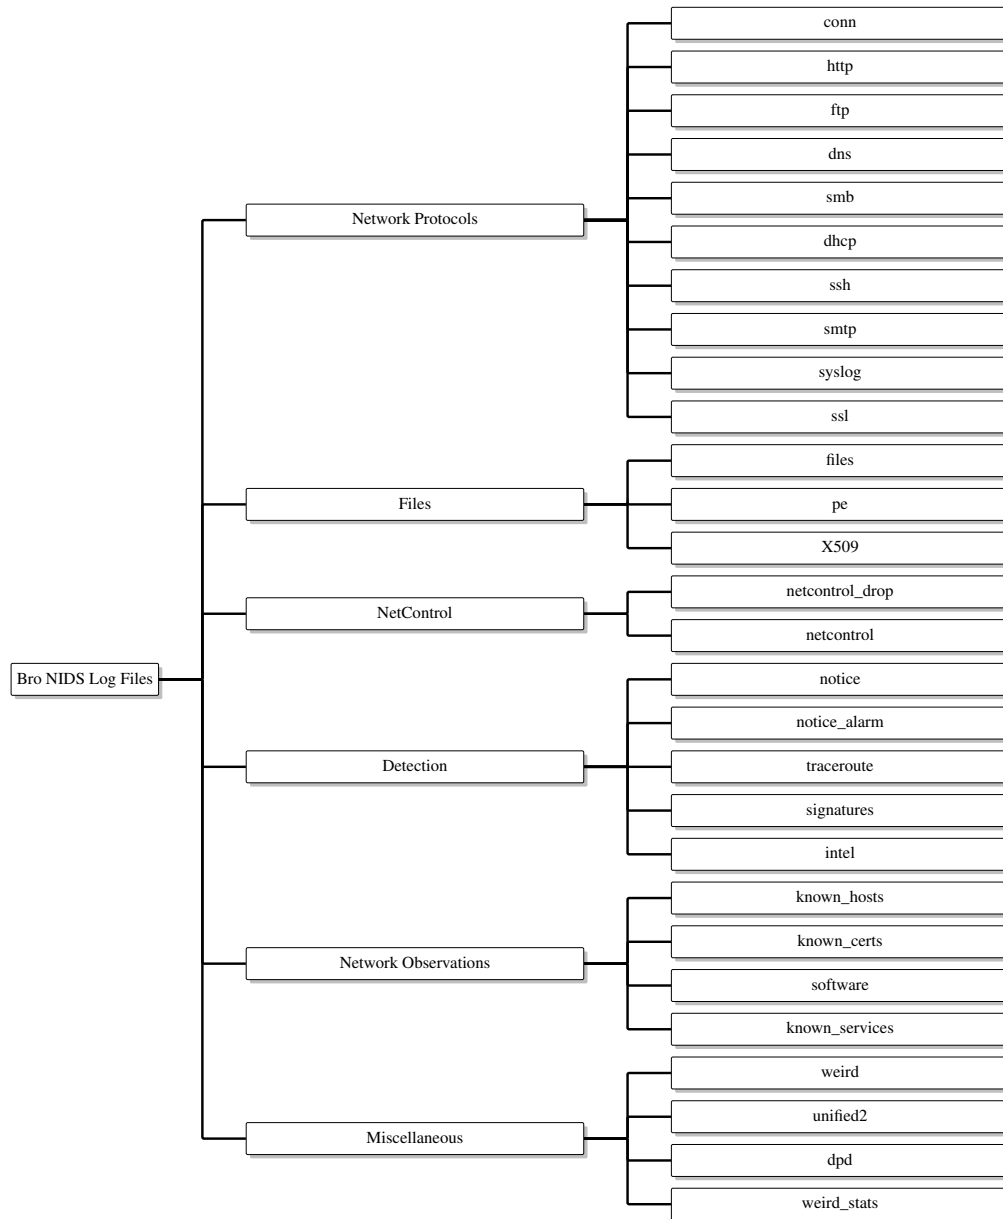 Bro NIDS Log Files
Network Protocols
conn
http
ftp
dns
smb
dhcp
ssh
smtp
syslog
ssl
Files
files
pe
X509
NetControl
netcontrol_drop
netcontrol
Detection
notice
notice_alarm
traceroute
signatures
intel
Network Observations
known_hosts
known_certs
software
known_services
Miscellaneous
weird
unified2
dpd
weird_stats